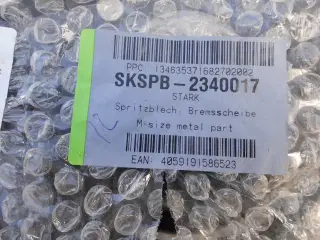 PPC 134635371682702002
SKSPB-2340017
STARK
Spritzblech, Bremsscheibe
M-size metal part
EAN: 4059191586523